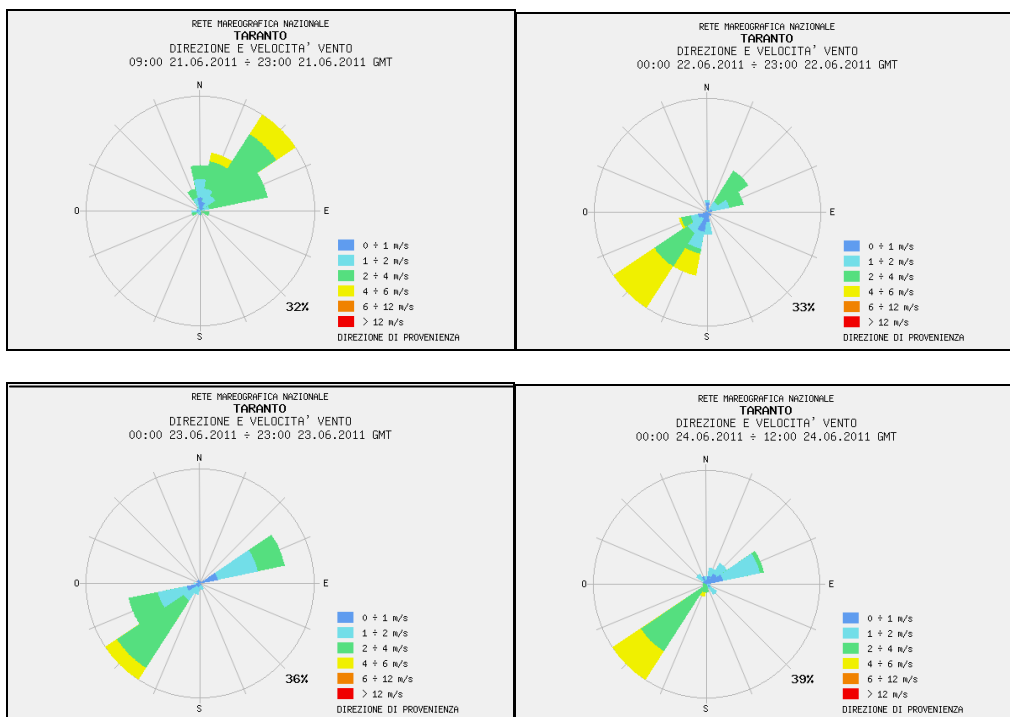 RETE MAREOGRAFICA NAZIONALE
TARANTO
DIREZIONE E VELOCITA' VENTO
09:00 21.06.2011 ÷ 23:00 21.06.2011 GMT
N
O
E
S
32%
0 ÷ 1 m/s
1 ÷ 2 m/s
2 ÷ 4 m/s
4 ÷ 6 m/s
6 ÷ 12 m/s
> 12 m/s
DIREZIONE DI PROVENIENZA
RETE MAREOGRAFICA NAZIONALE
TARANTO
DIREZIONE E VELOCITA' VENTO
00:00 22.06.2011 ÷ 23:00 22.06.2011 GMT
N
O
E
S
33%
0 ÷ 1 m/s
1 ÷ 2 m/s
2 ÷ 4 m/s
4 ÷ 6 m/s
6 ÷ 12 m/s
> 12 m/s
DIREZIONE DI PROVENIENZA
RETE MAREOGRAFICA NAZIONALE
TARANTO
DIREZIONE E VELOCITA' VENTO
00:00 23.06.2011 ÷ 23:00 23.06.2011 GMT
N
O
E
S
36%
0 ÷ 1 m/s
1 ÷ 2 m/s
2 ÷ 4 m/s
4 ÷ 6 m/s
6 ÷ 12 m/s
> 12 m/s
DIREZIONE DI PROVENIENZA
RETE MAREOGRAFICA NAZIONALE
TARANTO
DIREZIONE E VELOCITA' VENTO
00:00 24.06.2011 ÷ 12:00 24.06.2011 GMT
N
O
E
S
39%
0 ÷ 1 m/s
1 ÷ 2 m/s
2 ÷ 4 m/s
4 ÷ 6 m/s
6 ÷ 12 m/s
> 12 m/s
DIREZIONE DI PROVENIENZA